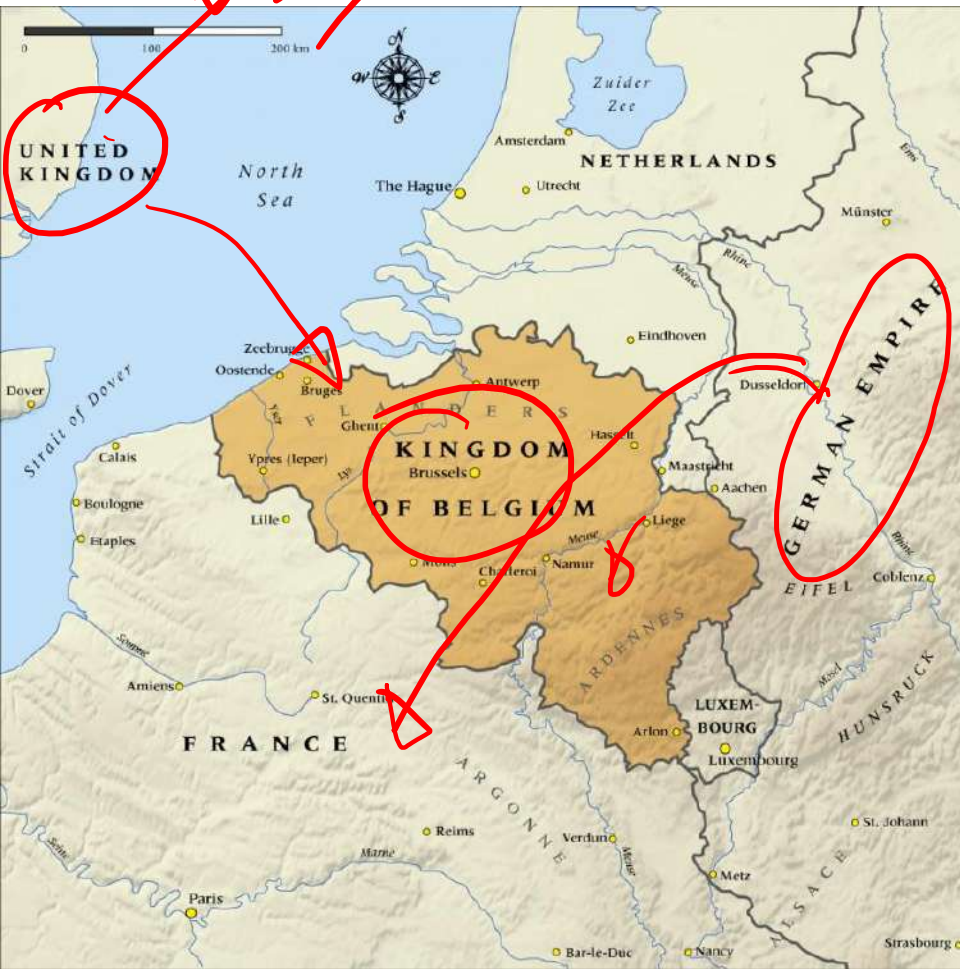 0 100 200 km
N
W E
S
Zuider
Zee
Ems
Amsterdam
UNITED
KINGDOM
North
Sea
NETHERLANDS
The Hague
Utrecht
Münster
Rhine
Meuse
GERMAN EMPIRE
Zeebrugge
Eindhoven
Oostende
Bruges
Antwerp
Dusseldorf
Dover
Strait of Dover
FLANDERS
Yser
Ghent
KINGDOM
Hasselt
Calais
Ypres (Ieper)
Lys
Brussels
Maastricht
Aachen
Boulogne
OF BELGIUM
Lille
Liege
Etaples
Meuse
Rhine
Mons
Charleroi
Namur
Coblenz
EIFEL
ARDENNES
Somme
Mosel
HUNSRUCK
Amiens
St. Quentin
LUXEM-
BOURG
Arlon
FRANCE
Luxembourg
ARGONNE
St. Johann
Reims
Verdun
Seine
Marne
Meuse
Metz
ALSACE
Paris
Bar-le-Duc
Nancy
Strasbourg